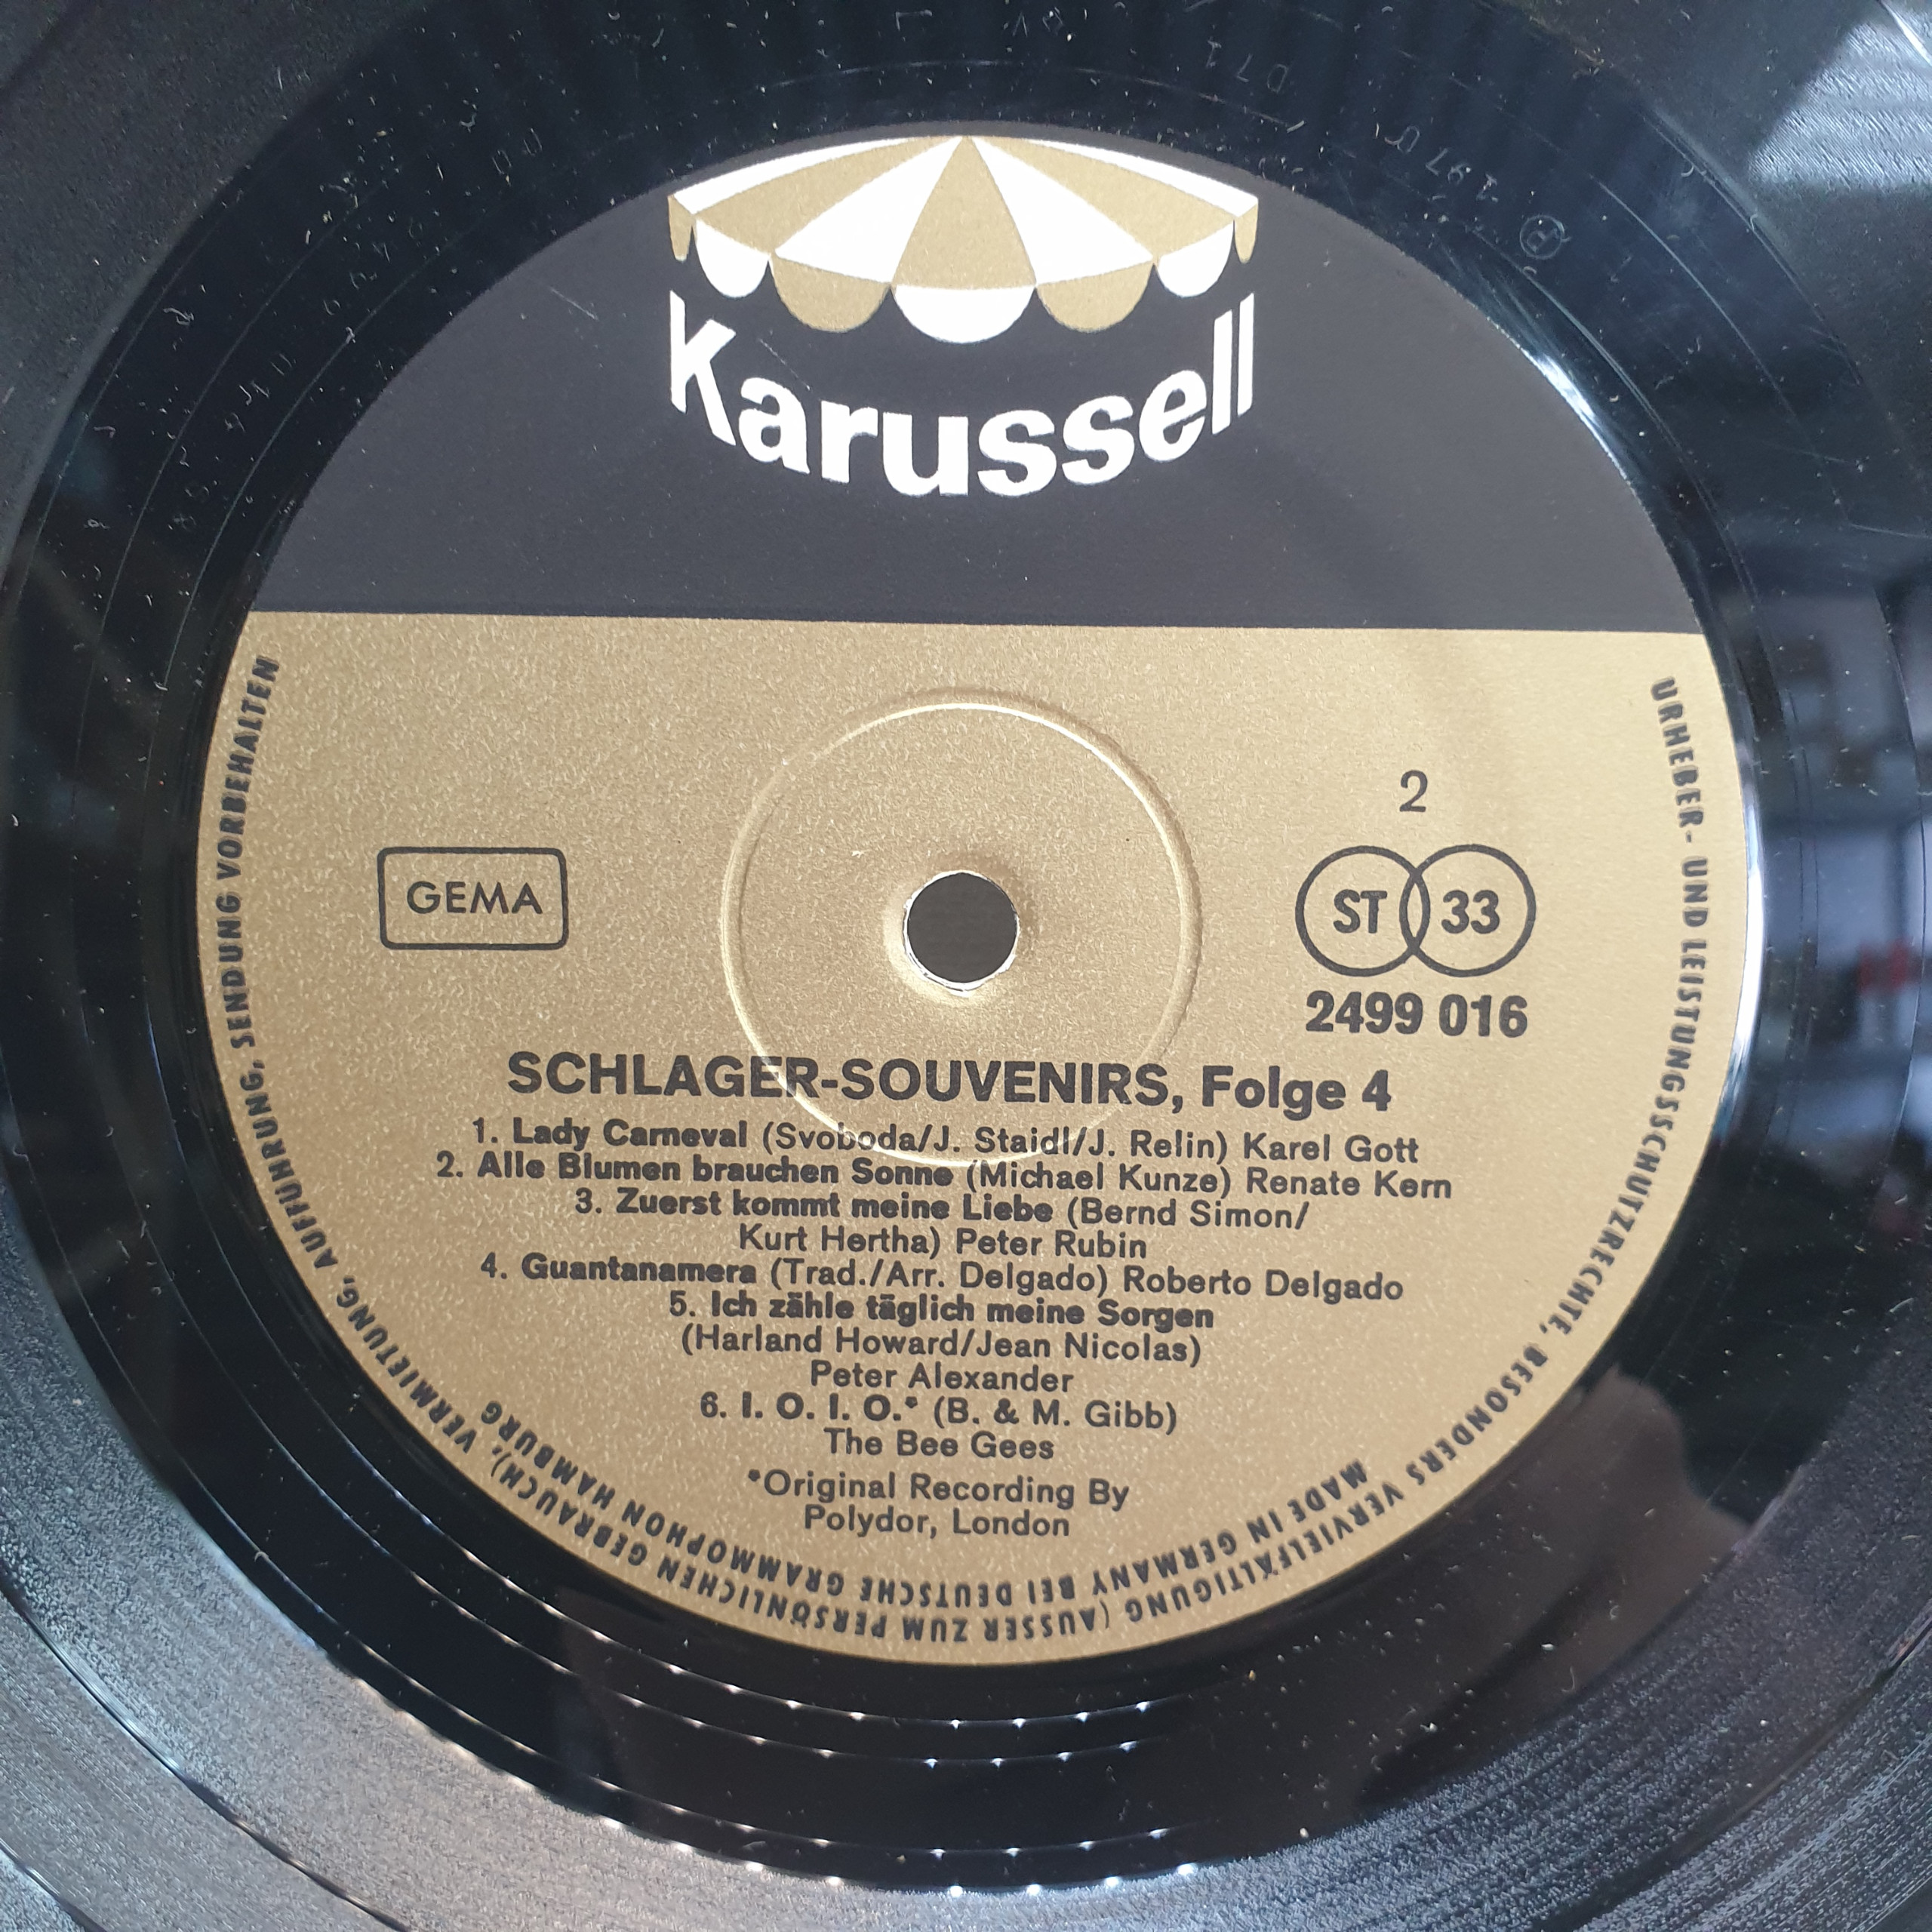 Karussell
2
GEMA
ST 33
2499 016
SCHLAGER-SOUVENIRS, Folge 4
1. Lady Carneval (Svoboda/J. Staidl/J. Relin) Karel Gott
2. Alle Blumen brauchen Sonne (Michael Kunze) Renate Kern
3. Zuerst kommt meine Liebe (Bernd Simon/
Kurt Hertha) Peter Rubin
4. Guantanamera (Trad./Arr. Delgado) Roberto Delgado
5. Ich zähle täglich meine Sorgen
(Harland Howard/Jean Nicolas)
Peter Alexander
6. I. O. I. O.* (B. & M. Gibb)
The Bee Gees
*Original Recording By
Polydor, London
URHEBER- UND LEISTUNGSSCHUTZRECHTE, BESONDERS VERVIELFÄLTIGUNG (AUSSER ZUM PERSÖNLICHEN GEBRAUCH), VERMIETUNG, AUFFÜHRUNG, SENDUNG VORBEHALTEN
MADE IN GERMANY BEI DEUTSCHE GRAMMOPHON HAMBURG
℗ 1970